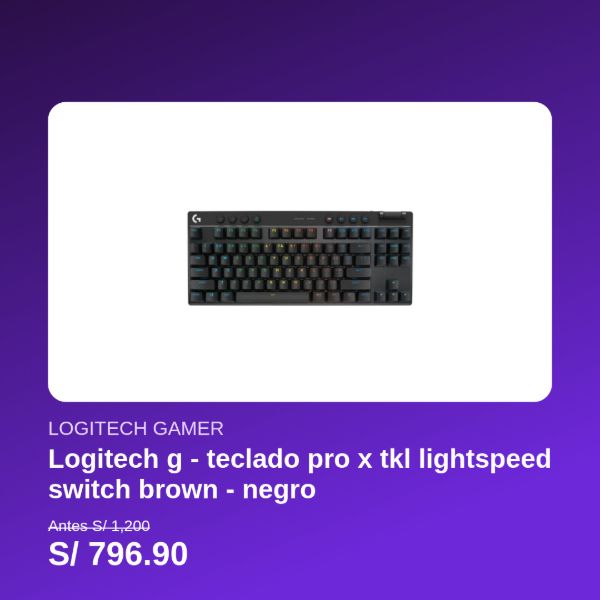 LOGITECH GAMER
Logitech g - teclado pro x tkl lightspeed
switch brown - negro
Antes S/ 1,200
S/ 796.90